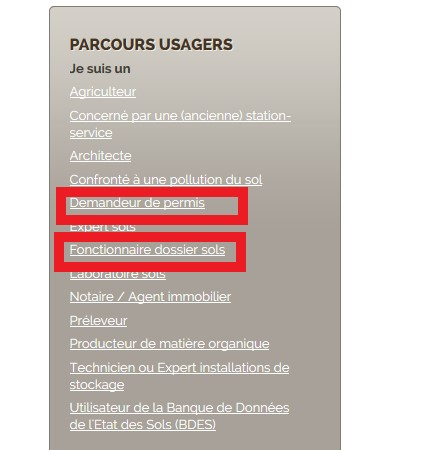 PARCOURS USAGERS
Je suis un
Agriculteur
Concerné par une (ancienne) station-
service
Architecte
Confronté à une pollution du sol
Demandeur de permis
Expert sols
Fonctionnaire dossier sols
Laboratoire sols
Notaire / Agent immobilier
Préleveur
Producteur de matière organique
Technicien ou Expert installations de
stockage
Utilisateur de la Banque de Données
de l'Etat des Sols (BDES)